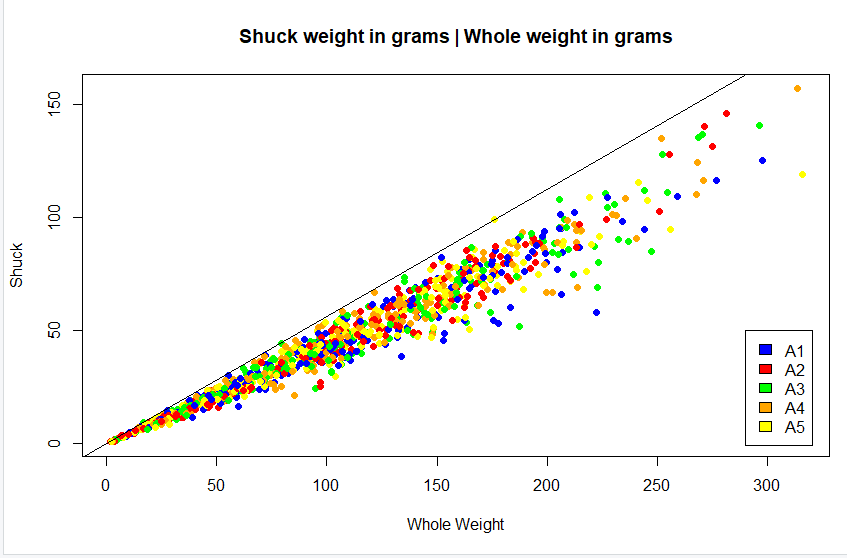 Shuck weight in grams | Whole weight in grams
150
100
50
0
Shuck
0 50 100 150 200 250 300
Whole Weight
A1
A2
A3
A4
A5